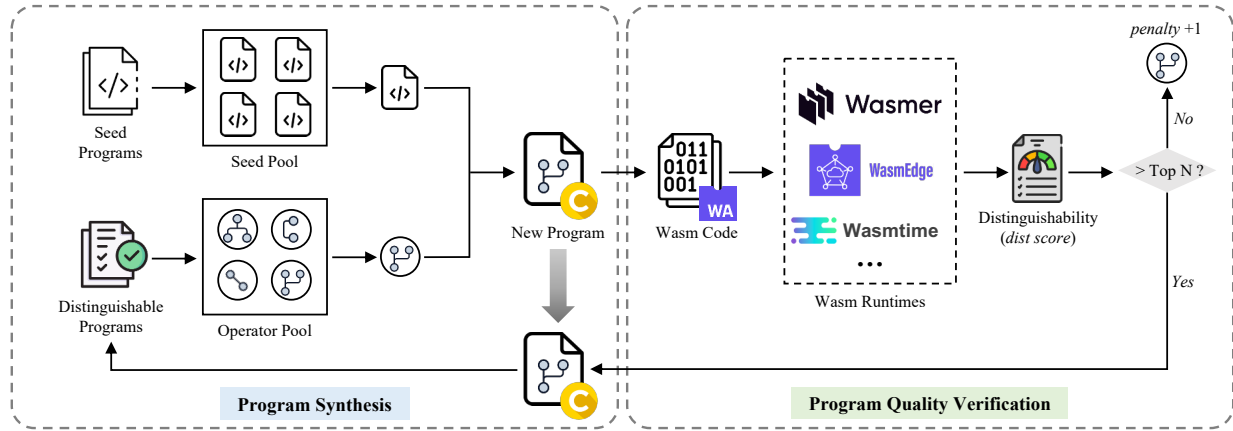 </>
Seed
Programs
</>
</>
</>
</>
Seed Pool
</>
Distinguishable
Programs
Operator Pool
New Program
C
C
Program Synthesis
011
0101
001
WA
Wasm Code
Wasmer
WasmEdge
Wasmtime
...
Wasm Runtimes
Distinguishability
(dist score)
penalty +1
No
> Top N ?
Yes
Program Quality Verification